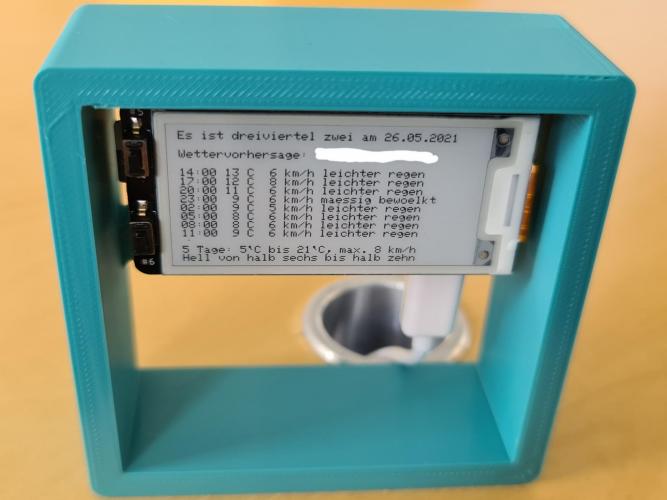 Es ist dreiviertel zwei am 26.05.2021
Wettervorhersage:
14:00 13 C 6 km/h leichter regen
17:00 12 C 8 km/h leichter regen
20:00 11 C 6 km/h leichter regen
23:00 9 C 6 km/h maessig bewoelkt
02:00 9 C 5 km/h leichter regen
05:00 8 C 6 km/h leichter regen
08:00 8 C 6 km/h leichter regen
11:00 9 C 6 km/h leichter regen
5 Tage: 5°C bis 21°C, max. 8 km/h
Hell von halb sechs bis halb zehn
#6